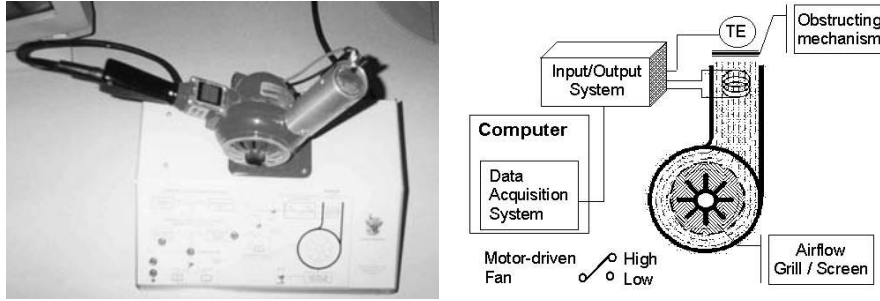 TE
Obstructing
mechanism
Input/Output
System
Computer
Data
Acquisition
System
Motor-driven
Fan
High
Low
Airflow
Grill / Screen